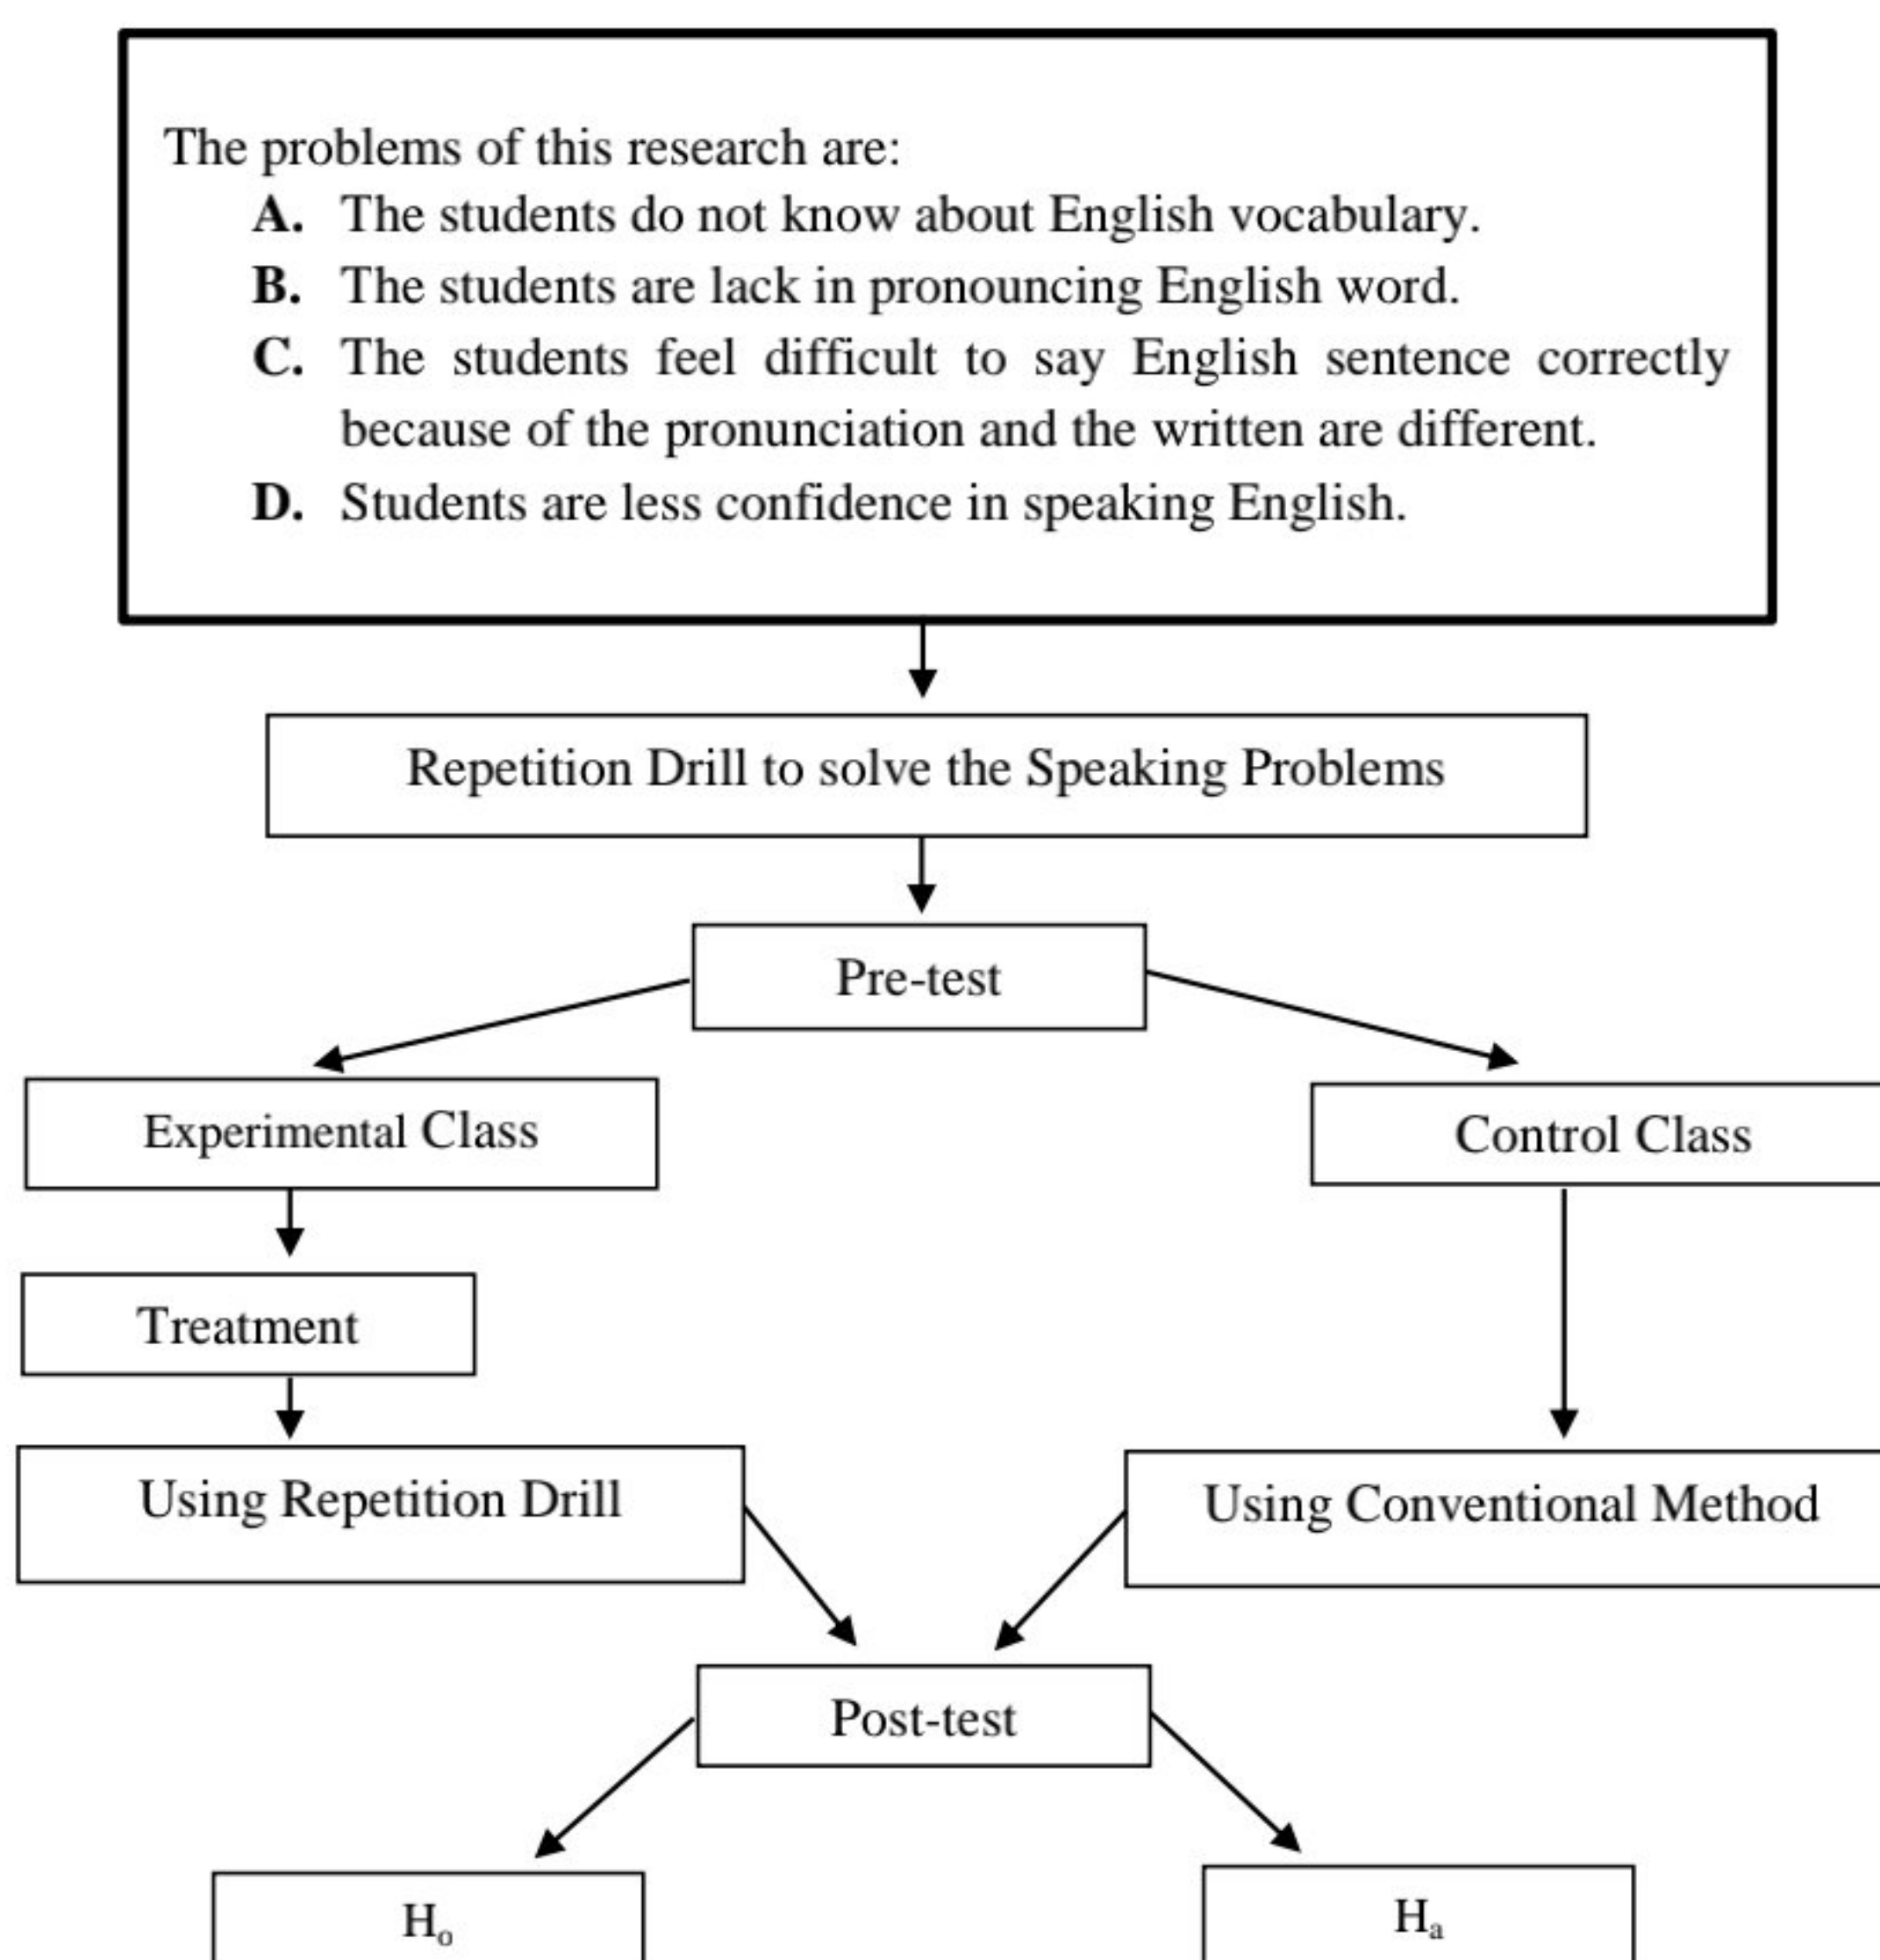 The problems of this research are:
A. The students do not know about English vocabulary.
B. The students are lack in pronouncing English word.
C. The students feel difficult to say English sentence correctly
because of the pronunciation and the written are different.
D. Students are less confidence in speaking English.
Repetition Drill to solve the Speaking Problems
Pre-test
Experimental Class
Control Class
Treatment
Using Repetition Drill
Using Conventional Method
Post-test
Hₒ
Hₐ